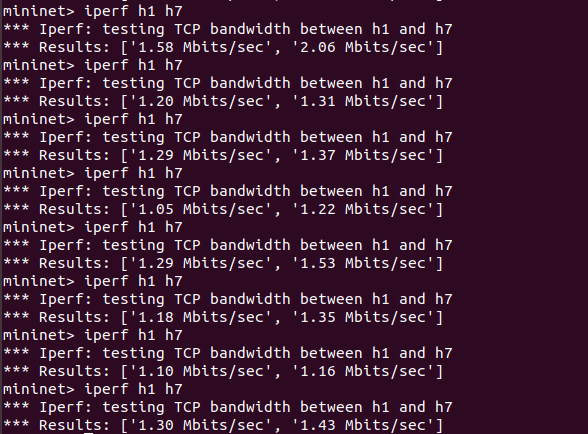 mininet> iperf h1 h7
*** Iperf: testing TCP bandwidth between h1 and h7
*** Results: ['1.58 Mbits/sec', '2.06 Mbits/sec']
mininet> iperf h1 h7
*** Iperf: testing TCP bandwidth between h1 and h7
*** Results: ['1.20 Mbits/sec', '1.31 Mbits/sec']
mininet> iperf h1 h7
*** Iperf: testing TCP bandwidth between h1 and h7
*** Results: ['1.29 Mbits/sec', '1.37 Mbits/sec']
mininet> iperf h1 h7
*** Iperf: testing TCP bandwidth between h1 and h7
*** Results: ['1.05 Mbits/sec', '1.22 Mbits/sec']
mininet> iperf h1 h7
*** Iperf: testing TCP bandwidth between h1 and h7
*** Results: ['1.29 Mbits/sec', '1.53 Mbits/sec']
mininet> iperf h1 h7
*** Iperf: testing TCP bandwidth between h1 and h7
*** Results: ['1.18 Mbits/sec', '1.35 Mbits/sec']
mininet> iperf h1 h7
*** Iperf: testing TCP bandwidth between h1 and h7
*** Results: ['1.10 Mbits/sec', '1.16 Mbits/sec']
mininet> iperf h1 h7
*** Iperf: testing TCP bandwidth between h1 and h7
*** Results: ['1.30 Mbits/sec', '1.43 Mbits/sec']